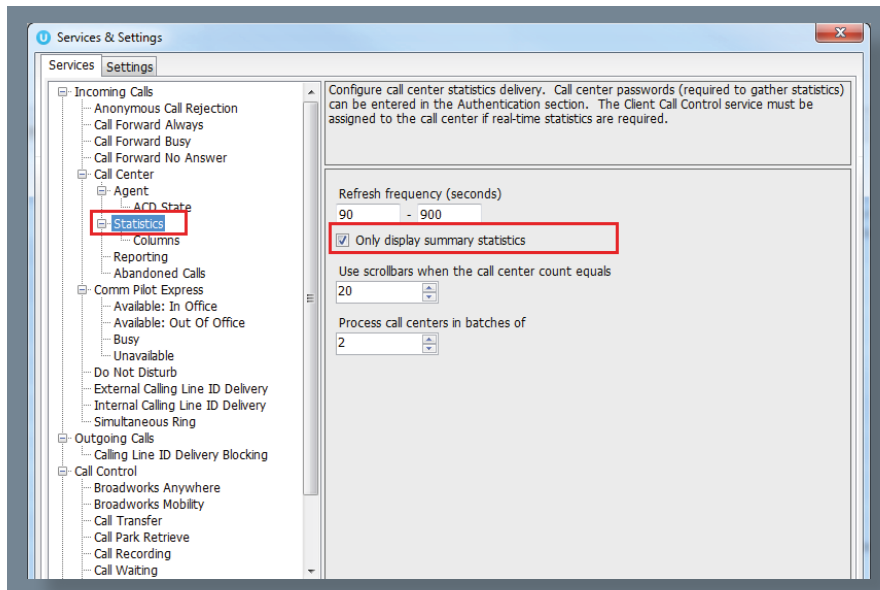 Services & Settings
Services Settings
Incoming Calls
Anonymous Call Rejection
Call Forward Always
Call Forward Busy
Call Forward No Answer
Call Center
Agent
ACD State
Statistics
Columns
Reporting
Abandoned Calls
Comm Pilot Express
Available: In Office
Available: Out Of Office
Busy
Unavailable
Do Not Disturb
External Calling Line ID Delivery
Internal Calling Line ID Delivery
Simultaneous Ring
Outgoing Calls
Calling Line ID Delivery Blocking
Call Control
Broadworks Anywhere
Broadworks Mobility
Call Transfer
Call Park Retrieve
Call Recording
Call Waiting
Configure call center statistics delivery. Call center passwords (required to gather statistics)
can be entered in the Authentication section. The Client Call Control service must be
assigned to the call center if real-time statistics are required.
Refresh frequency (seconds)
90 - 900
Only display summary statistics
Use scrollbars when the call center count equals
20
Process call centers in batches of
2